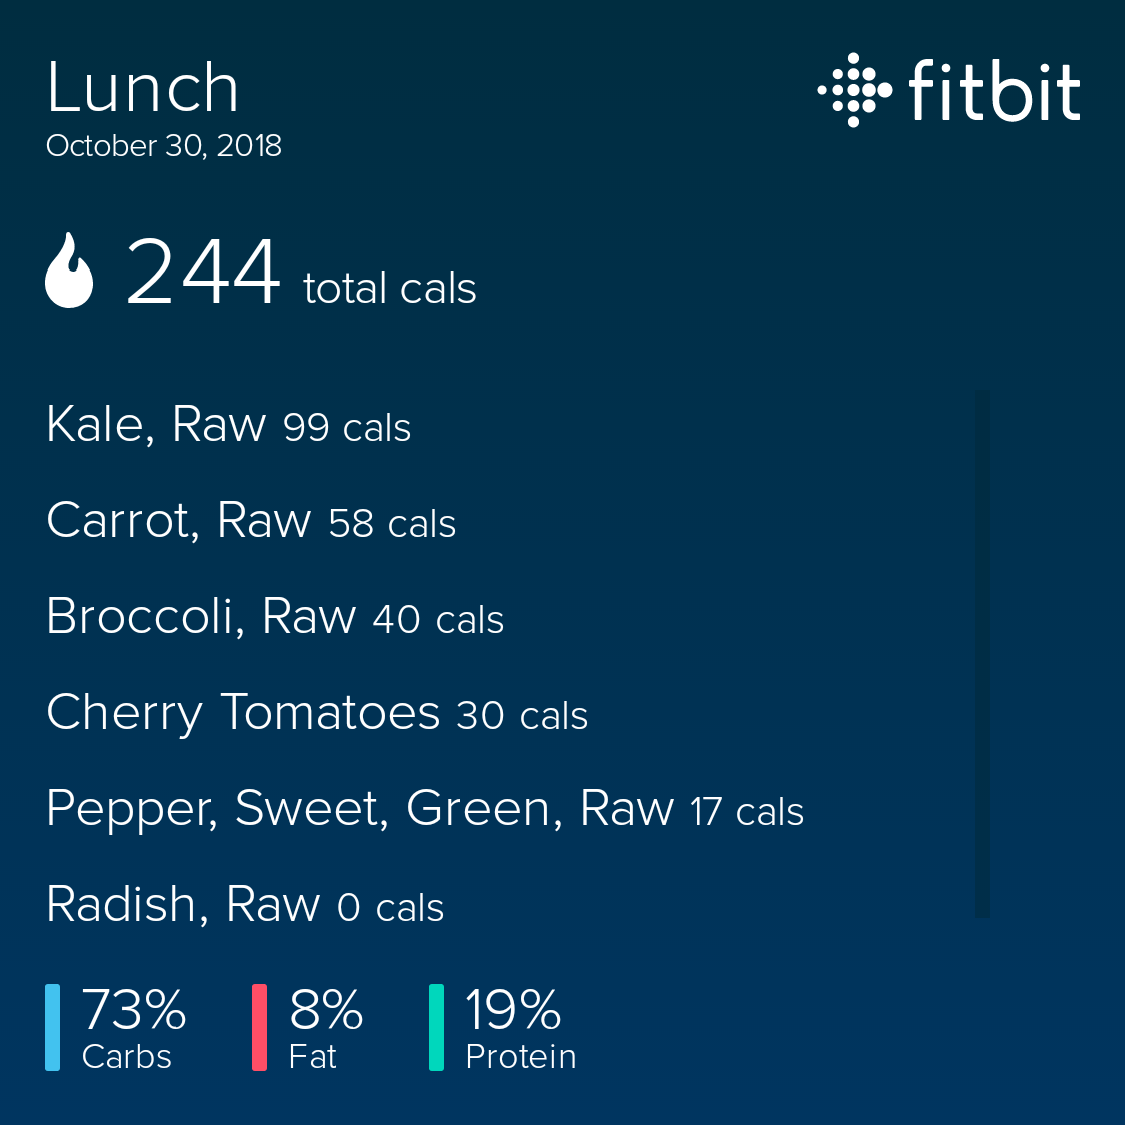 Lunch
fitbit
October 30, 2018
244 total cals
Kale, Raw 99 cals
Carrot, Raw 58 cals
Broccoli, Raw 40 cals
Cherry Tomatoes 30 cals
Pepper, Sweet, Green, Raw 17 cals
Radish, Raw 0 cals
73% 8% 19%
Carbs Fat Protein